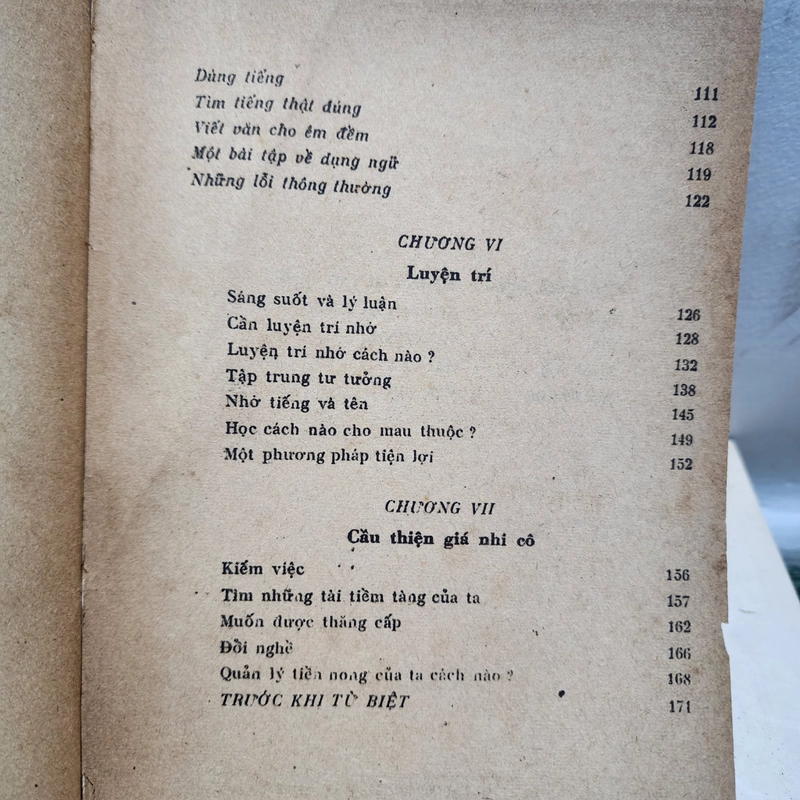 Dùng tiếng 111
Tìm tiếng thật đúng 112
Viết văn cho êm đềm 118
Một bài tập về dụng ngữ 119
Những lỗi thông thường 122
CHƯƠNG VI
Luyện trí
Sáng suốt và lý luận 126
Cần luyện trí nhớ 128
Luyện trí nhớ cách nào ? 132
Tập trung tư tưởng 138
Nhớ tiếng và tên 145
Học cách nào cho mau thuộc ? 149
Một phương pháp tiện lợi 152
CHƯƠNG VII
Cầu thiện giá nhi cô
Kiếm việc 156
Tìm những tài tiềm tàng của ta 157
Muốn được thăng cấp 162
Đổi nghề 166
Quản lý tiền nong của ta cách nào ? 168
TRƯỚC KHI TỪ BIỆT 171